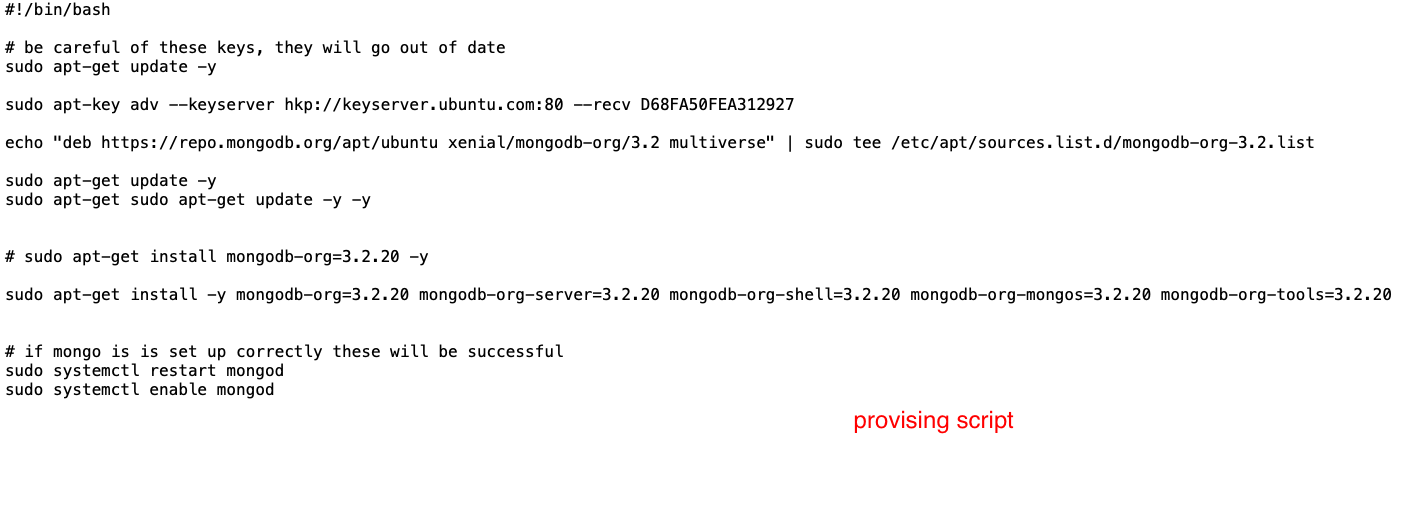 #!/bin/bash
# be careful of these keys, they will go out of date
sudo apt-get update -y
sudo apt-key adv --keyserver hkp://keyserver.ubuntu.com:80 --recv D68FA50FEA312927
echo "deb https://repo.mongodb.org/apt/ubuntu xenial/mongodb-org/3.2 multiverse" | sudo tee /etc/apt/sources.list.d/mongodb-org-3.2.list
sudo apt-get update -y
sudo apt-get sudo apt-get update -y -y
# sudo apt-get install mongodb-org=3.2.20 -y
sudo apt-get install -y mongodb-org=3.2.20 mongodb-org-server=3.2.20 mongodb-org-shell=3.2.20 mongodb-org-mongos=3.2.20 mongodb-org-tools=3.2.20
# if mongo is is set up correctly these will be successful
sudo systemctl restart mongod
sudo systemctl enable mongod
provising script